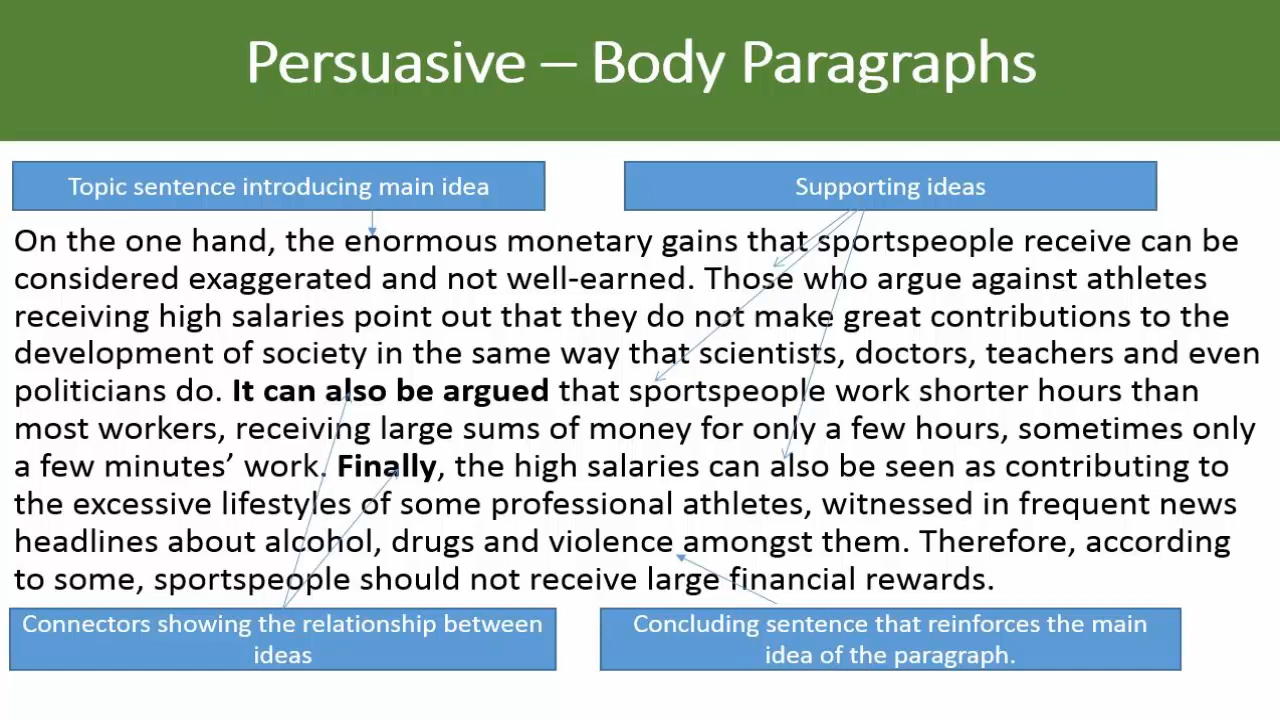 Persuasive – Body Paragraphs
Topic sentence introducing main idea
Supporting ideas
On the one hand, the enormous monetary gains that sportspeople receive can be
considered exaggerated and not well-earned. Those who argue against athletes
receiving high salaries point out that they do not make great contributions to the
development of society in the same way that scientists, doctors, teachers and even
politicians do. It can also be argued that sportspeople work shorter hours than
most workers, receiving large sums of money for only a few hours, sometimes only
a few minutes’ work. Finally, the high salaries can also be seen as contributing to
the excessive lifestyles of some professional athletes, witnessed in frequent news
headlines about alcohol, drugs and violence amongst them. Therefore, according
to some, sportspeople should not receive large financial rewards.
Connectors showing the relationship between
ideas
Concluding sentence that reinforces the main
idea of the paragraph.